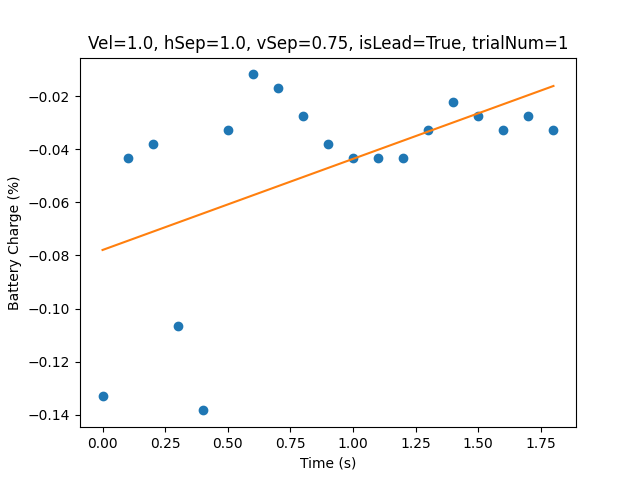 Vel=1.0, hSep=1.0, vSep=0.75, isLead=True, trialNum=1
−0.02
−0.04
−0.06
−0.08
−0.10
−0.12
−0.14
Battery Charge (%)
0.00 0.25 0.50 0.75 1.00 1.25 1.50 1.75
Time (s)